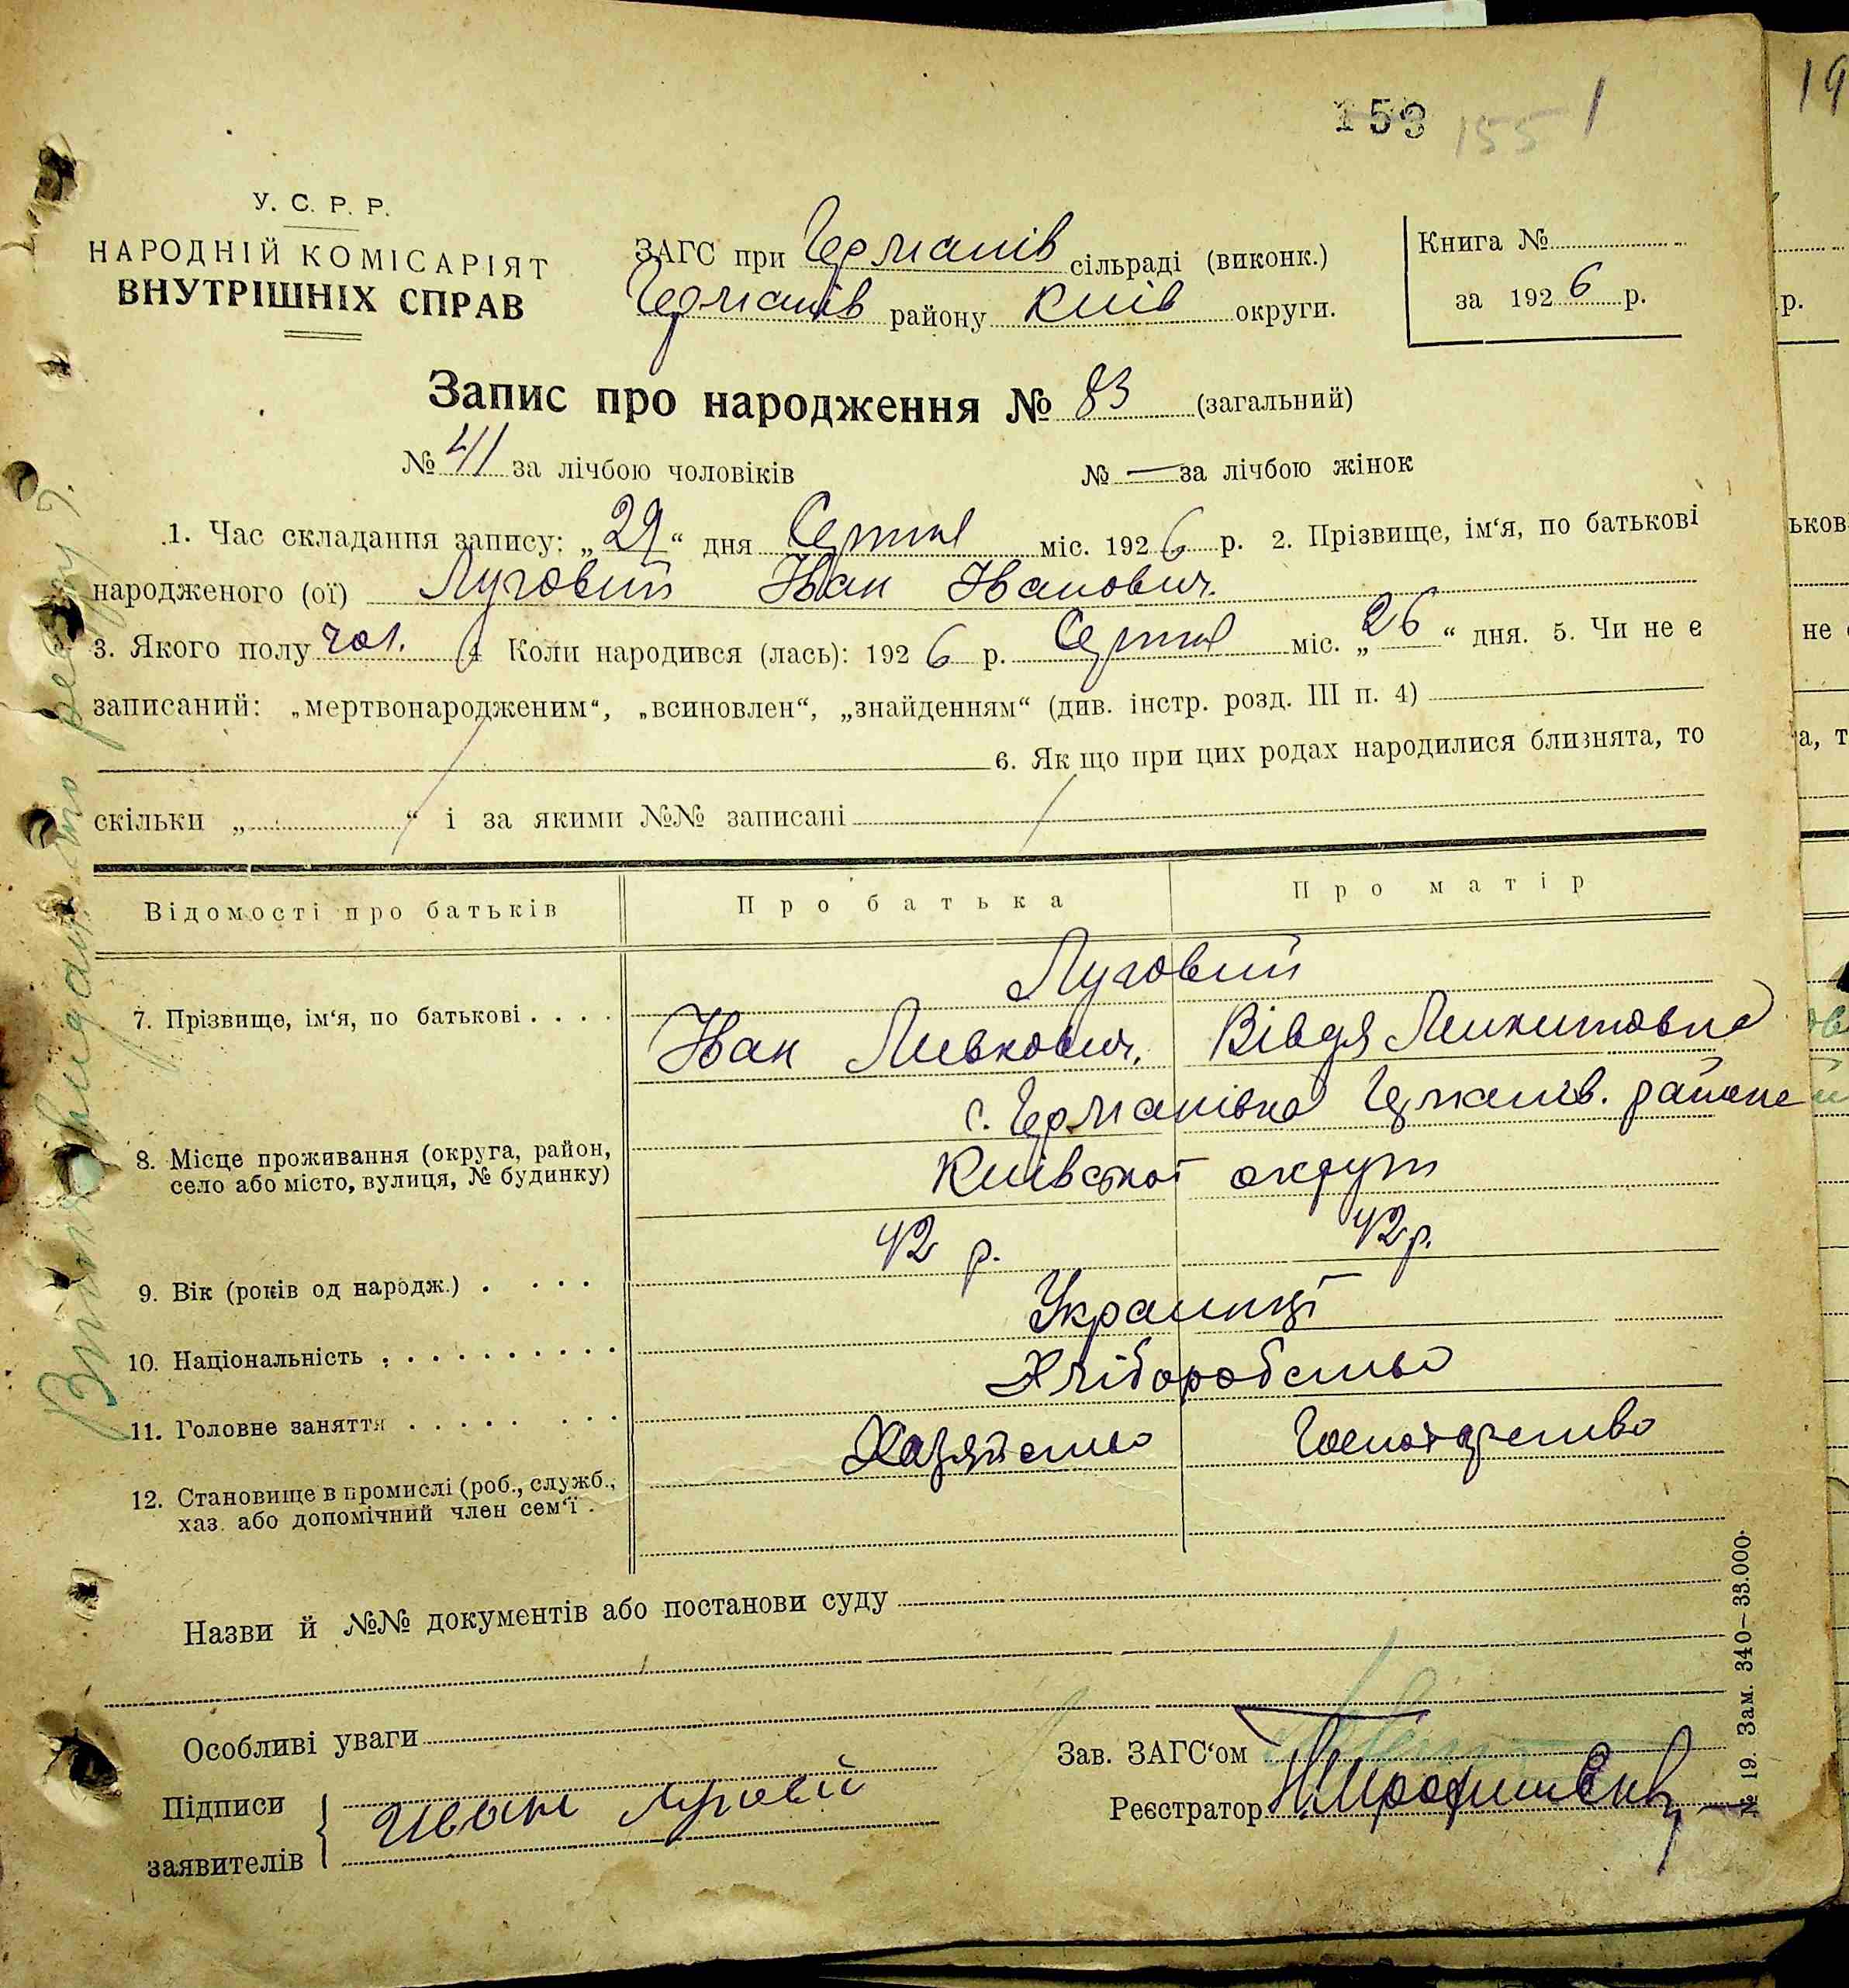 153 155 1
У. С. Р. Р.
НАРОДНІЙ КОМІСАРІЯТ
ВНУТРІШНІХ СПРАВ
ЗАГС при Германів сільраді (виконк.)
Германів району Київ округи.
Книга №
за 1926 р.
Запис про народження № 83 (загальний)
№ 41 за лічбою чоловіків № — за лічбою жінок
1. Час складання запису: „29“ дня Серпня міс. 1926 р. 2. Прізвище, ім‘я, по батькові
народженого (ої) Луговий Іван Іванович.
3. Якого полу чол. 4 Коли народився (лась): 1926 р. Серпня міс. „26“ дня. 5. Чи не є
записаний: „мертвонародженим“, „всиновлен“, „знайденням“ (див. інстр. розд. III п. 4)
6. Як що при цих родах народилися близнята, то
скільки „ “ і за якими №№ записані
Відомості про батьків Про батька Про матір
Луговий
7. Прізвище, ім‘я, по батькові . . . . Іван Левкович, Вівдя Микитовна
с. Германівка Германів. району
8. Місце проживання (округа, район,
село або місто, вулиця, № будинку) Київської округи
9. Вік (років од народж.) . . . . 42 р. 42 р.
10. Національність . . . . . . . . . . Українці
11. Головне заняття . . . . . . . . Хліборобство
12. Становище в промислі (роб., служб.,
хаз. або допомічний член сем‘ї . Хазяйство Господарство
Назви й №№ документів або постанови суду
Особливі уваги
Зав. ЗАГС‘ом
Підписи
заявителів Иван Луговій
Реєстратор
№ 19. Зам. 340—33.000.
19
р.
ьков
не
а, т